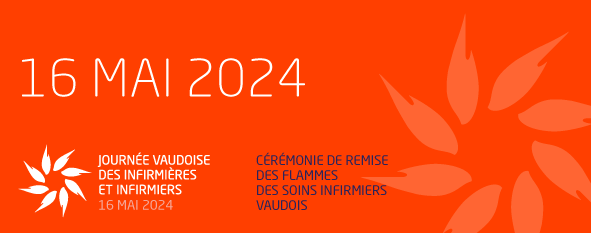 16 MAI 2024
JOURNÉE VAUDOISE
DES INFIRMIÈRES
ET INFIRMIERS
16 MAI 2024
CÉRÉMONIE DE REMISE
DES FLAMMES
DES SOINS INFIRMIERS
VAUDOIS